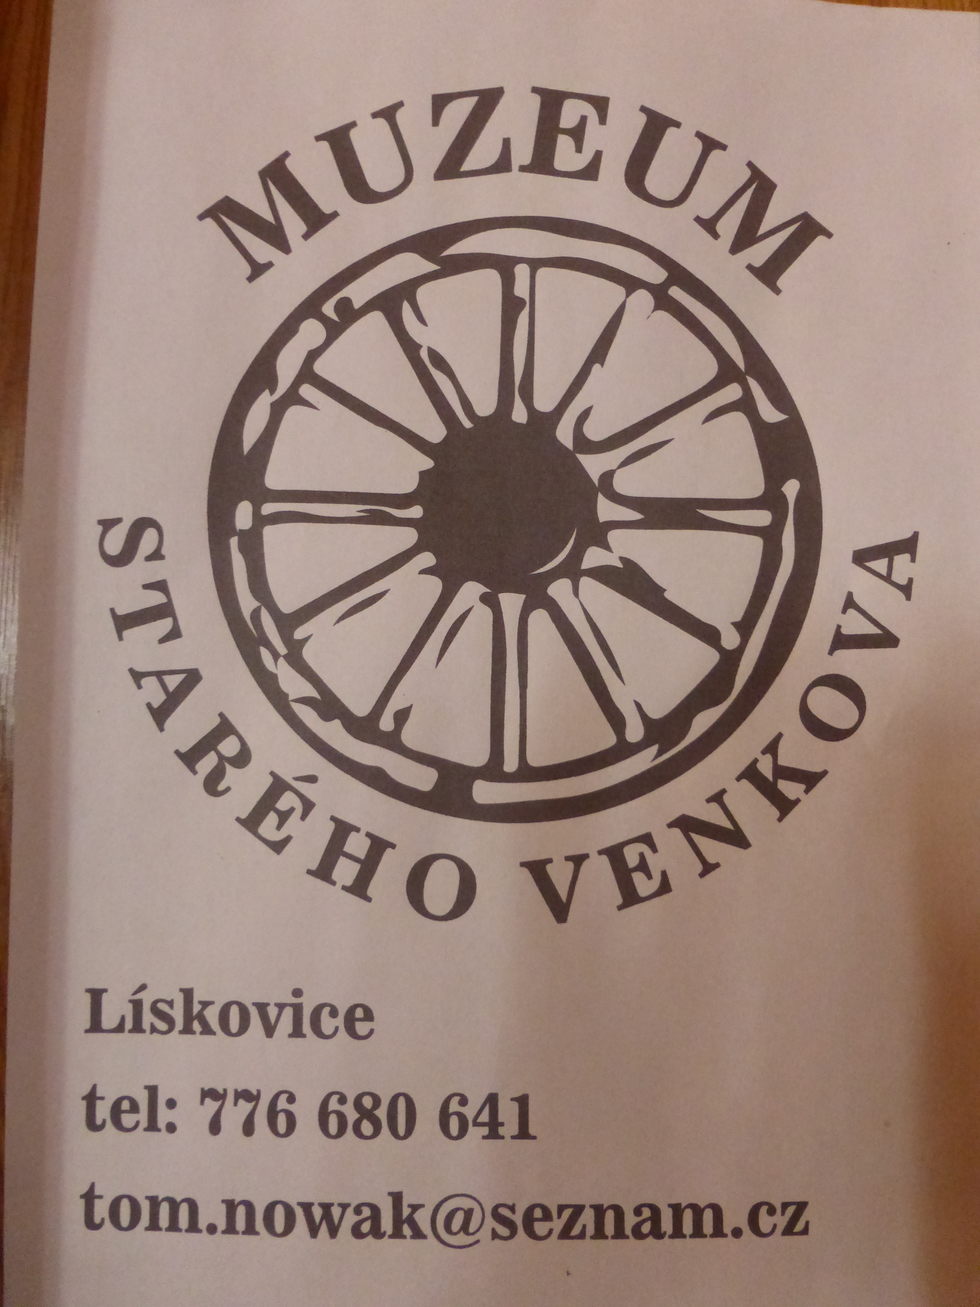 MUZEUM
STARÉHO VENKOVA
Lískovice
tel: 776 680 641
tom.nowak@seznam.cz